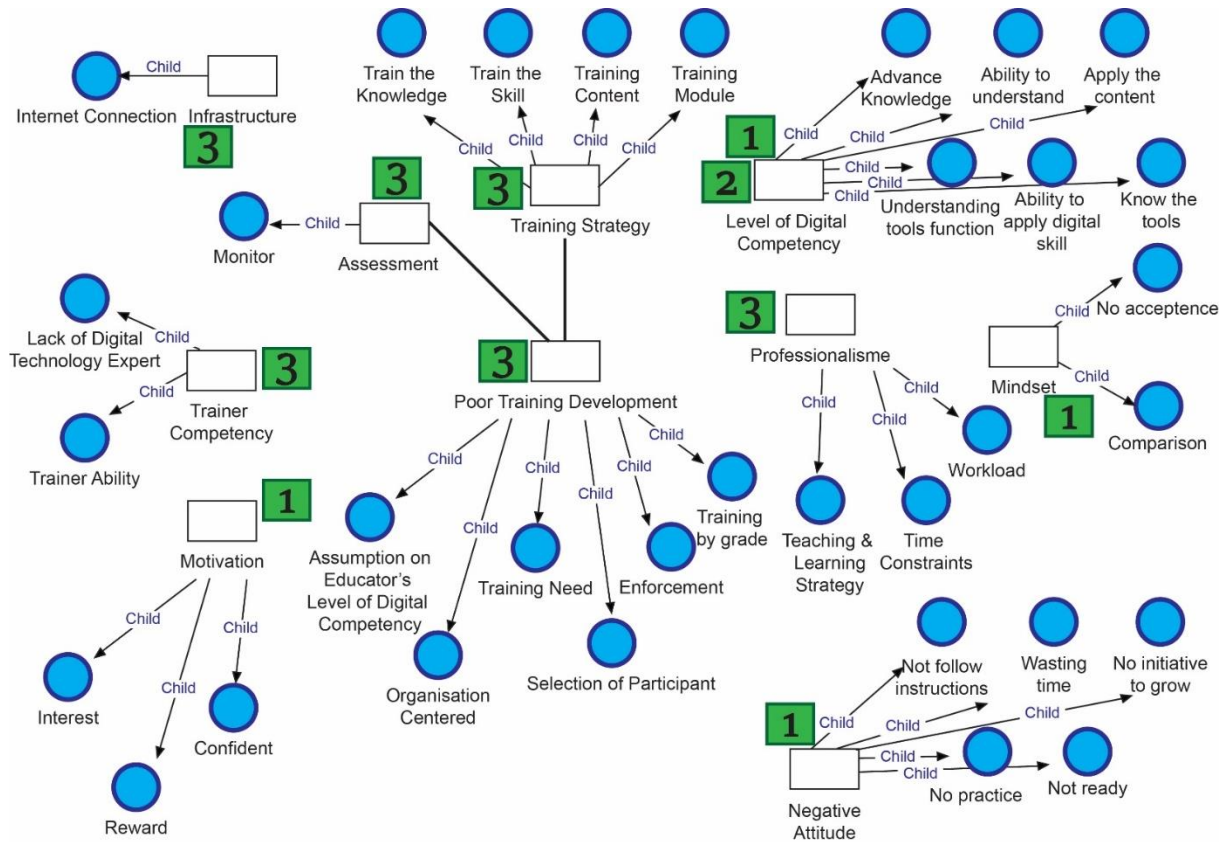 Child
Internet Connection
Infrastructure
3
Train the
Knowledge
Train the
Skill
Training
Content
Training
Module
Child
Child
Child
Child
3
Training Strategy
3
Child
Monitor
Assessment
Advance
Knowledge
Ability to
understand
Apply the
content
Child
Child
Child
Child
Child
Child
1
2
Level of Digital
Competency
Understanding
tools function
Ability to
apply digital
skill
Know the
tools
Lack of Digital
Technology Expert
Child
Child
3
Trainer
Competency
Trainer Ability
3
Poor Training Development
Child
Child
Child
Child
Child
Child
Assumption on
Educator's
Level of Digital
Competency
Organisation
Centered
Training Need
Selection of Participant
Enforcement
Training
by grade
3
Professionalisme
Child
Child
Child
Workload
Teaching &
Learning
Strategy
Time
Constraints
Child
No acceptence
Mindset
1
Child
Comparison
1
Motivation
Child
Child
Child
Interest
Reward
Confident
Not follow
instructions
Wasting
time
No initiative
to grow
1
Child
Child
Child
Child
Child
Negative
Attitude
No practice
Not ready